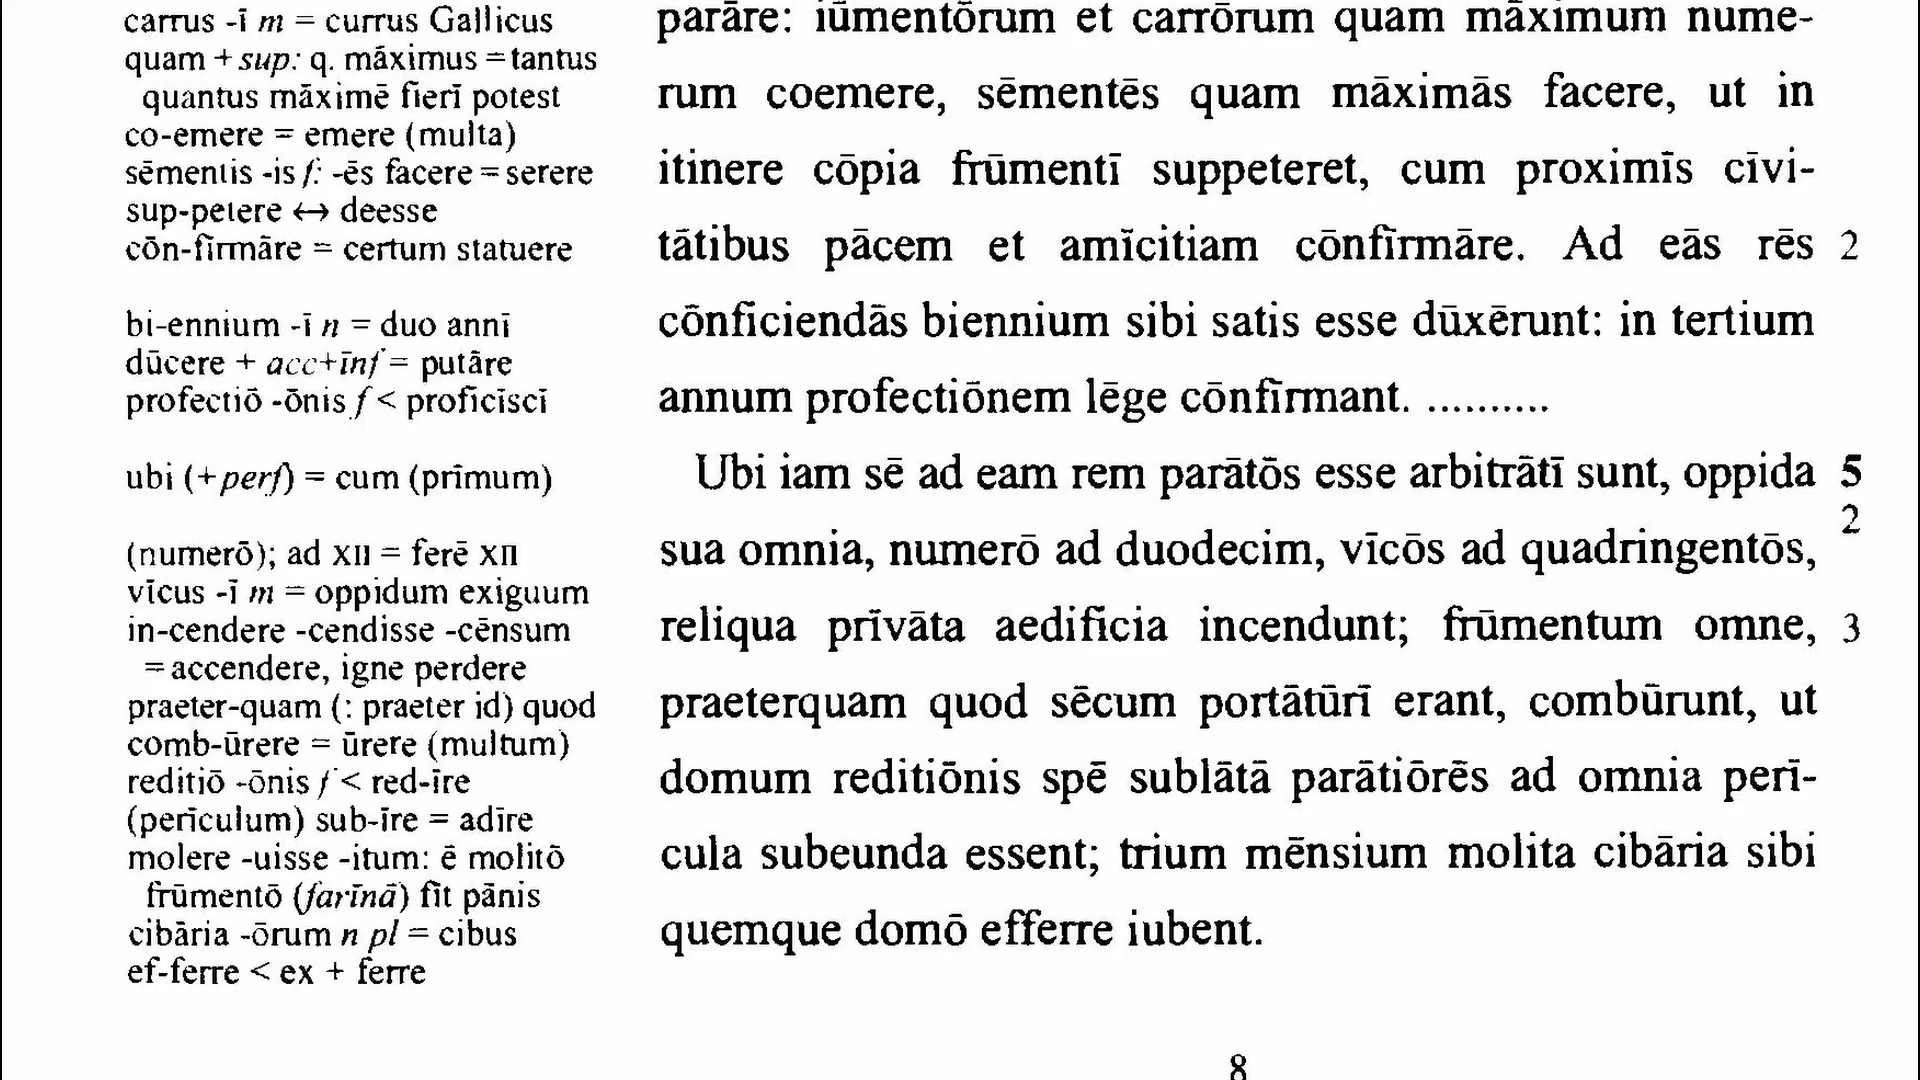 carrus -ī m = currus Gallicus
quam + sup: q. māximus = tantus
quantus māximē fierī potest
co-emere = emere (multa)
sēmentis -is f: -ēs facere = serere
sup-petere ↔ deesse
cōn-fīrmāre = certum statuere
bi-ennium -ī n = duo annī
dūcere + acc+īnf = putāre
profectiō -ōnis f < proficīscī
ubi (+perf) = cum (prīmum)
(numerō); ad XII = ferē XII
vīcus -ī m = oppidum exiguum
in-cendere -cendisse -cēnsum
= accendere, igne perdere
praeter-quam (: praeter id) quod
comb-ūrere = ūrere (multum)
reditiō -ōnis f < red-īre
(perīculum) sub-īre = adīre
molere -uisse -itum: ē molitō
frūmentō (farīnā) fīt pānis
cibāria -ōrum n pl = cibus
ef-ferre < ex + ferre
parāre: iūmentōrum et carrōrum quam māximum nume-
rum coemere, sēmentēs quam māximās facere, ut in
itinere cōpia frūmentī suppeteret, cum proximīs cīvi-
tātibus pācem et amīcitiam cōnfīrmāre. Ad eās rēs 2
cōnficiendās biennium sibi satis esse dūxērunt: in tertium
annum profectiōnem lēge cōnfīrmant. ..........
Ubi iam sē ad eam rem parātōs esse arbitrātī sunt, oppida 5
2
sua omnia, numerō ad duodecim, vīcōs ad quadringentōs,
reliqua prīvāta aedificia incendunt; frūmentum omne, 3
praeterquam quod sēcum portātūrī erant, combūrunt, ut
domum reditiōnis spē sublātā parātiōrēs ad omnia perī-
cula subeunda essent; trium mēnsium molita cibāria sibi
quemque domō efferre iubent.
8